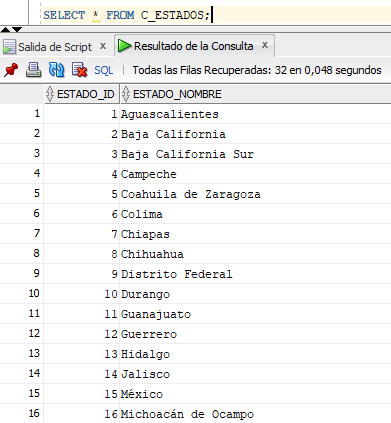 SELECT * FROM C_ESTADOS;
Salida de Script x Resultado de la Consulta x
SQL | Todas las Filas Recuperadas: 32 en 0,048 segundos
ESTADO_ID ESTADO_NOMBRE
1 1 Aguascalientes
2 2 Baja California
3 3 Baja California Sur
4 4 Campeche
5 5 Coahuila de Zaragoza
6 6 Colima
7 7 Chiapas
8 8 Chihuahua
9 9 Distrito Federal
10 10 Durango
11 11 Guanajuato
12 12 Guerrero
13 13 Hidalgo
14 14 Jalisco
15 15 México
16 16 Michoacán de Ocampo